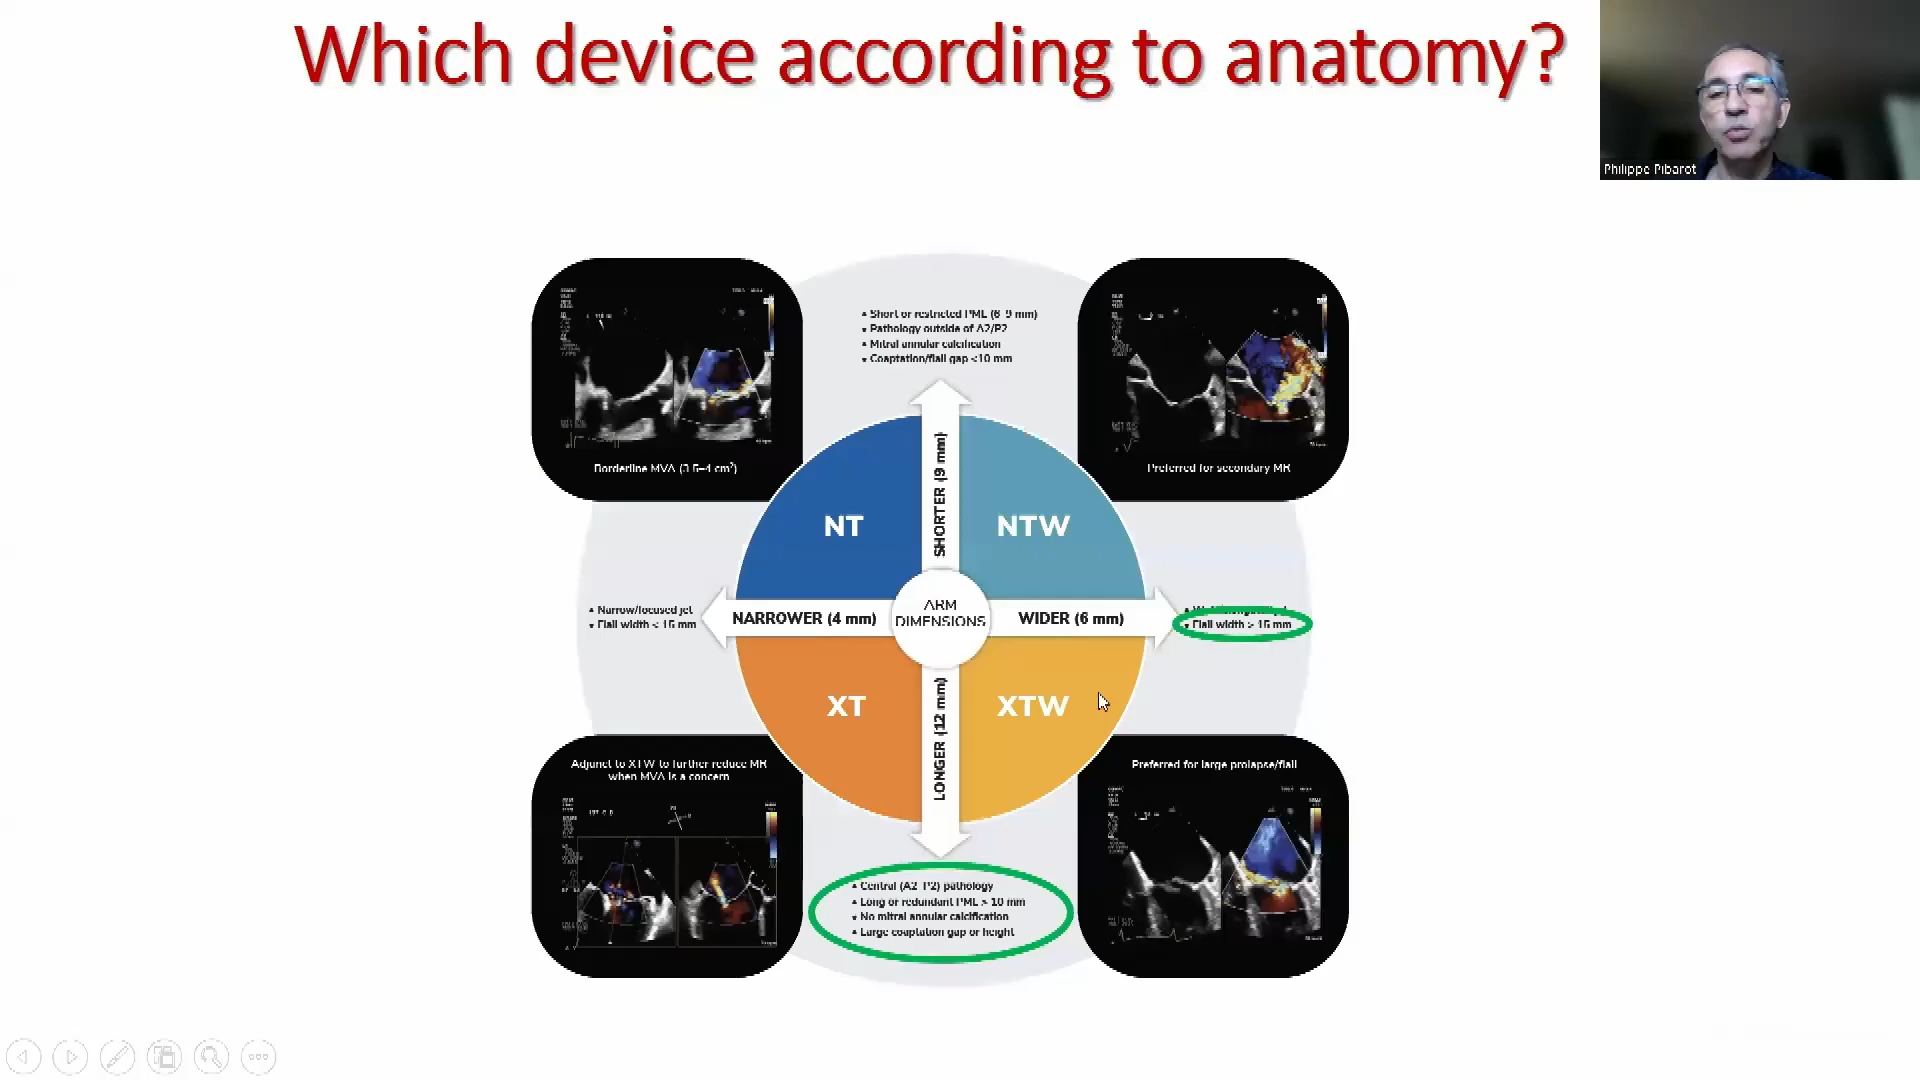 Which device according to anatomy?
Philippe Pibarot
• Short or restricted PML (6–9 mm)
• Pathology outside of A2/P2
• Mitral annular calcification
• Coaptation/flail gap <10 mm
Borderline MVA (3.5–4 cm²)
Preferred for secondary MR
SHORTER (9 mm)
NT
NTW
• Narrow/focused jet
• Flail width < 15 mm
NARROWER (4 mm)
ARM
DIMENSIONS
WIDER (6 mm)
• Flail width > 15 mm
XT
XTW
LONGER (12 mm)
Adjunct to XTW to further reduce MR
when MVA is a concern
Preferred for large prolapse/flail
• Central (A2–P2) pathology
• Long or redundant PML > 10 mm
• No mitral annular calcification
• Large coaptation gap or height